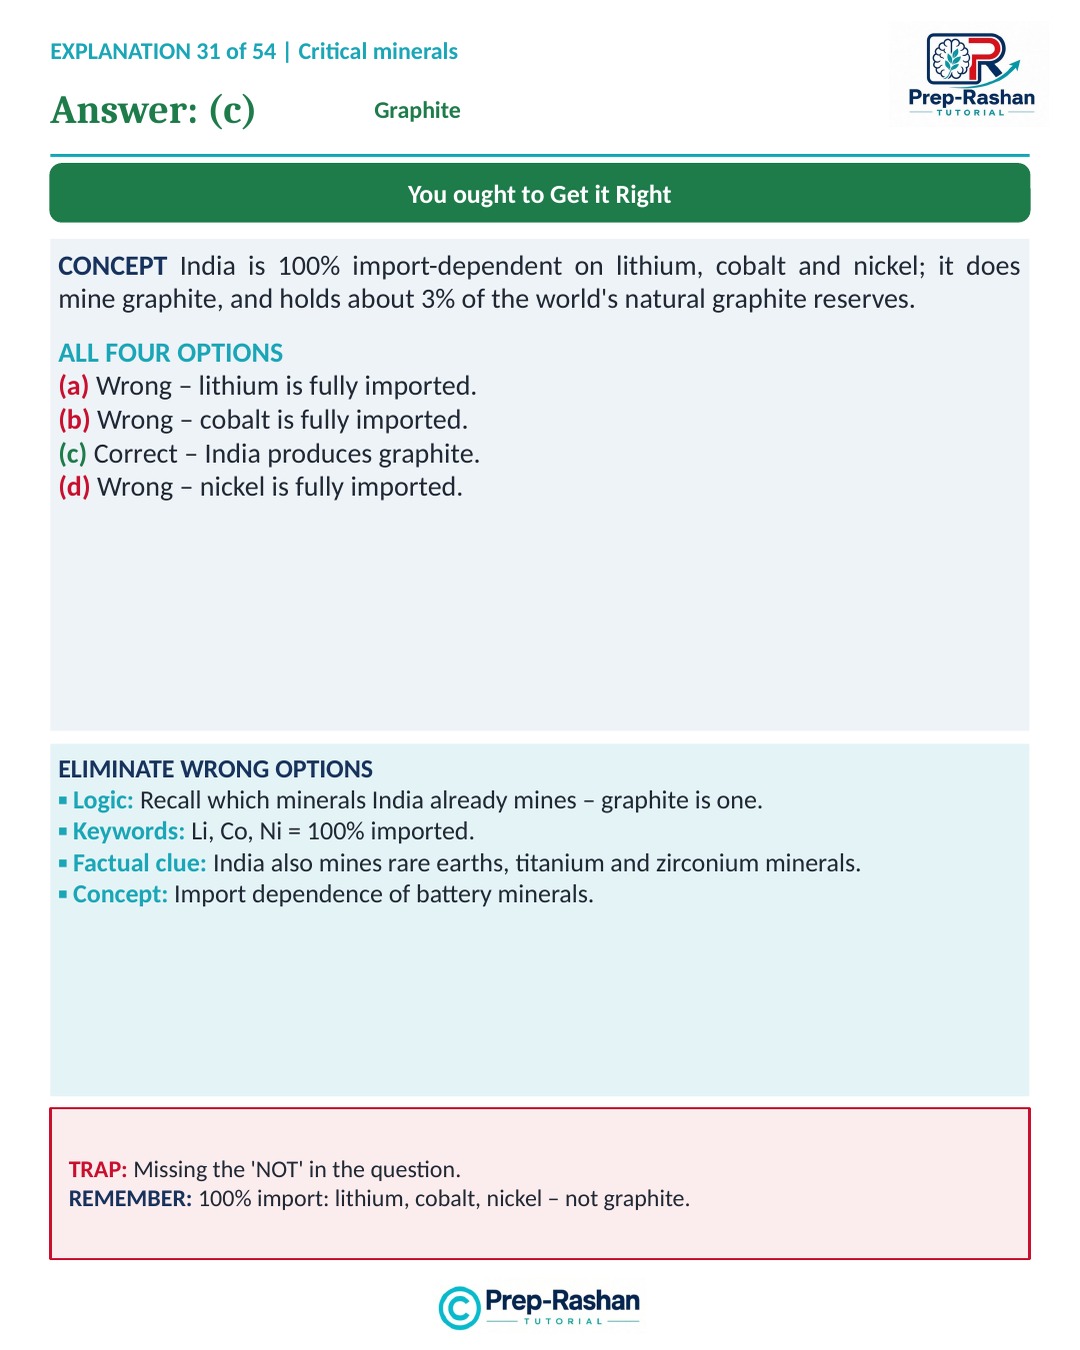 EXPLANATION 31 of 54 | Critical minerals
Prep-Rashan
TUTORIAL
Answer: (c) Graphite
You ought to Get it Right
CONCEPT India is 100% import-dependent on lithium, cobalt and nickel; it does
mine graphite, and holds about 3% of the world's natural graphite reserves.
ALL FOUR OPTIONS
(a) Wrong – lithium is fully imported.
(b) Wrong – cobalt is fully imported.
(c) Correct – India produces graphite.
(d) Wrong – nickel is fully imported.
ELIMINATE WRONG OPTIONS
▪ Logic: Recall which minerals India already mines – graphite is one.
▪ Keywords: Li, Co, Ni = 100% imported.
▪ Factual clue: India also mines rare earths, titanium and zirconium minerals.
▪ Concept: Import dependence of battery minerals.
TRAP: Missing the 'NOT' in the question.
REMEMBER: 100% import: lithium, cobalt, nickel – not graphite.
© Prep-Rashan
TUTORIAL